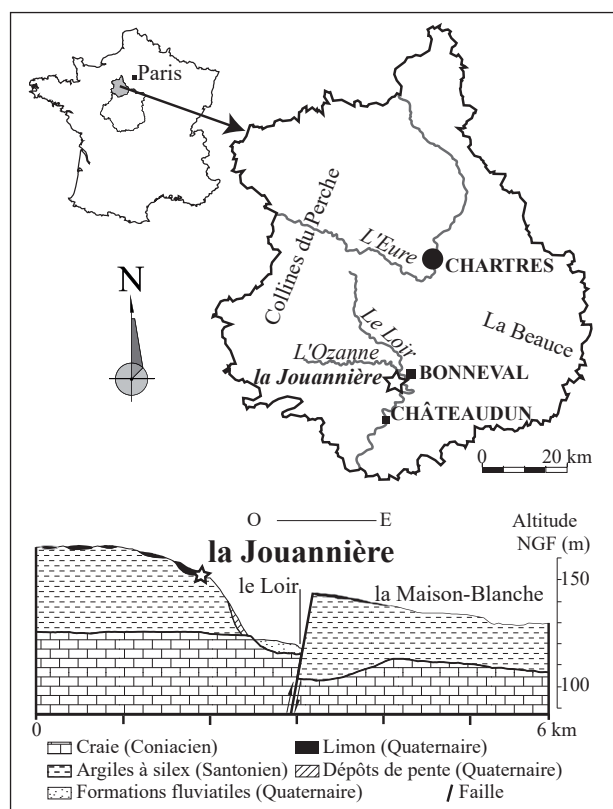 Paris
N
Collines du Perche
L'Eure
CHARTRES
Le Loir
La Beauce
L'Ozanne
la Jouannière
BONNEVAL
CHÂTEAUDUN
0 20 km
O E
Altitude
NGF (m)
la Jouannière
le Loir
la Maison-Blanche
150
100
0 6 km
Craie (Coniacien)
Limon (Quaternaire)
Argiles à silex (Santonien)
Dépôts de pente (Quaternaire)
Formations fluviatiles (Quaternaire)
Faille